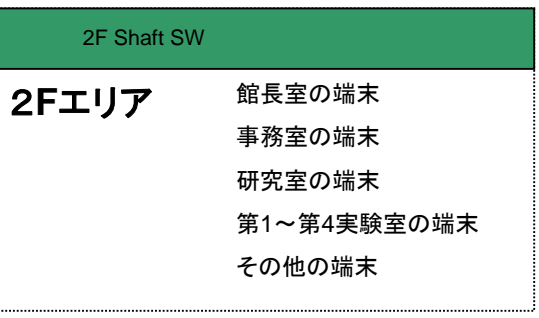 2F Shaft SW
2Fエリア
館長室の端末
事務室の端末
研究室の端末
第1～第4実験室の端末
その他の端末